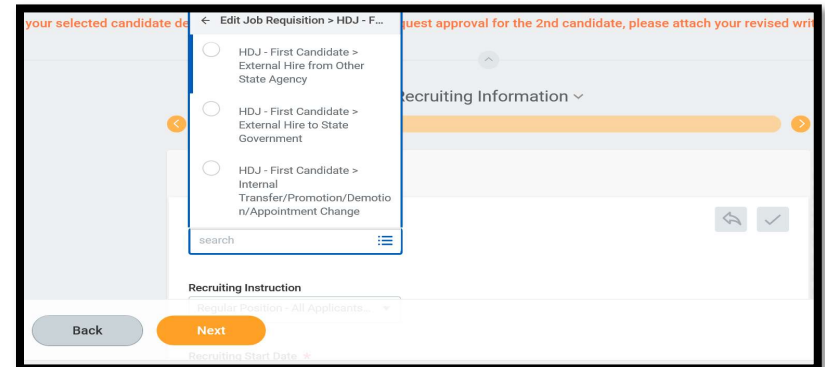 your selected candidate de
← Edit Job Requisition > HDJ - F...
quest approval for the 2nd candidate, please attach your revised writ
HDJ - First Candidate >
External Hire from Other
State Agency
Recruiting Information
HDJ - First Candidate >
External Hire to State
Government
HDJ - First Candidate >
Internal
Transfer/Promotion/Demotio
n/Appointment Change
search
Recruiting Instruction
Regular Position - All Applicants...
Back
Next
Recruiting Start Date *